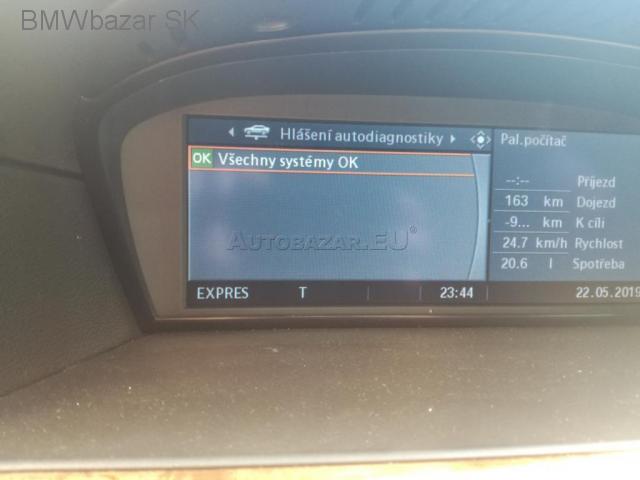 BMWbazar SK
Hlášení autodiagnostiky
Pal.počítač
OK Všechny systémy OK
--:-- Příjezd
163 km Dojezd
-9... km K cíli
24.7 km/h Rychlost
20.6 l Spotřeba
AUTOBAZAR.EU®
EXPRES T 23:44 22.05.2019